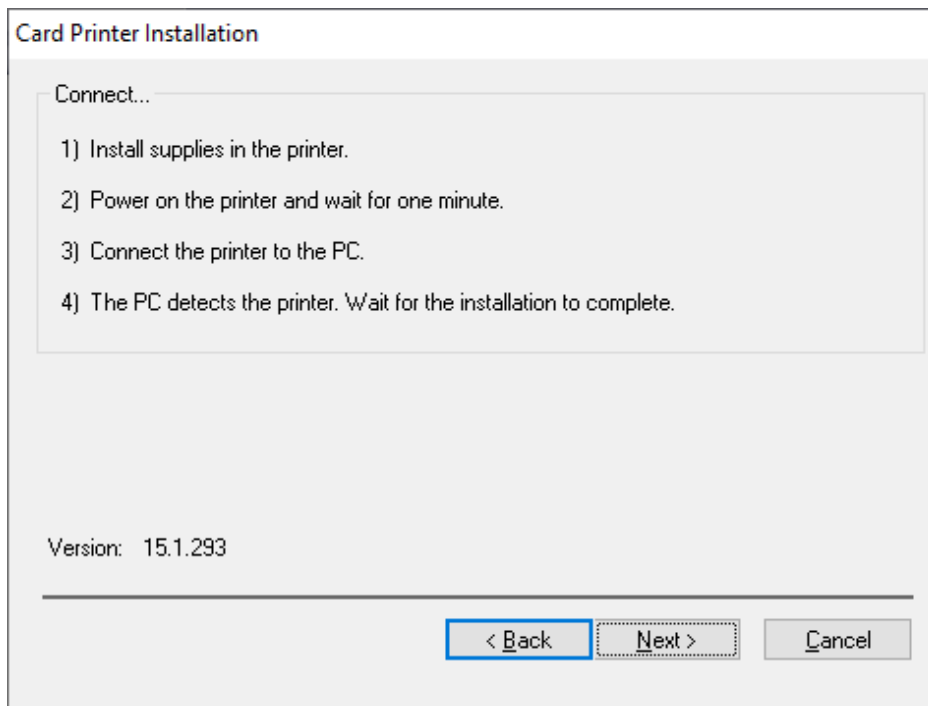 Card Printer Installation
Connect...
1) Install supplies in the printer.
2) Power on the printer and wait for one minute.
3) Connect the printer to the PC.
4) The PC detects the printer. Wait for the installation to complete.
Version: 15.1.293
< Back Next > Cancel